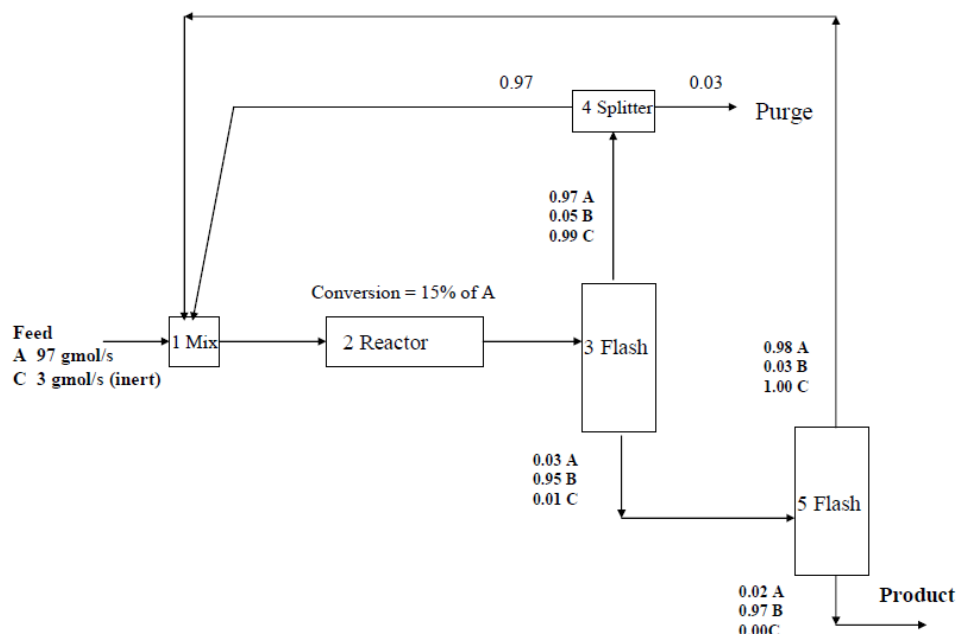 0.97
0.03
4 Splitter
Purge
0.97 A
0.05 B
0.99 C
Conversion = 15% of A
Feed
A 97 gmol/s
C 3 gmol/s (inert)
1 Mix
2 Reactor
3 Flash
0.98 A
0.03 B
1.00 C
0.03 A
0.95 B
0.01 C
5 Flash
0.02 A
0.97 B
0.00C
Product